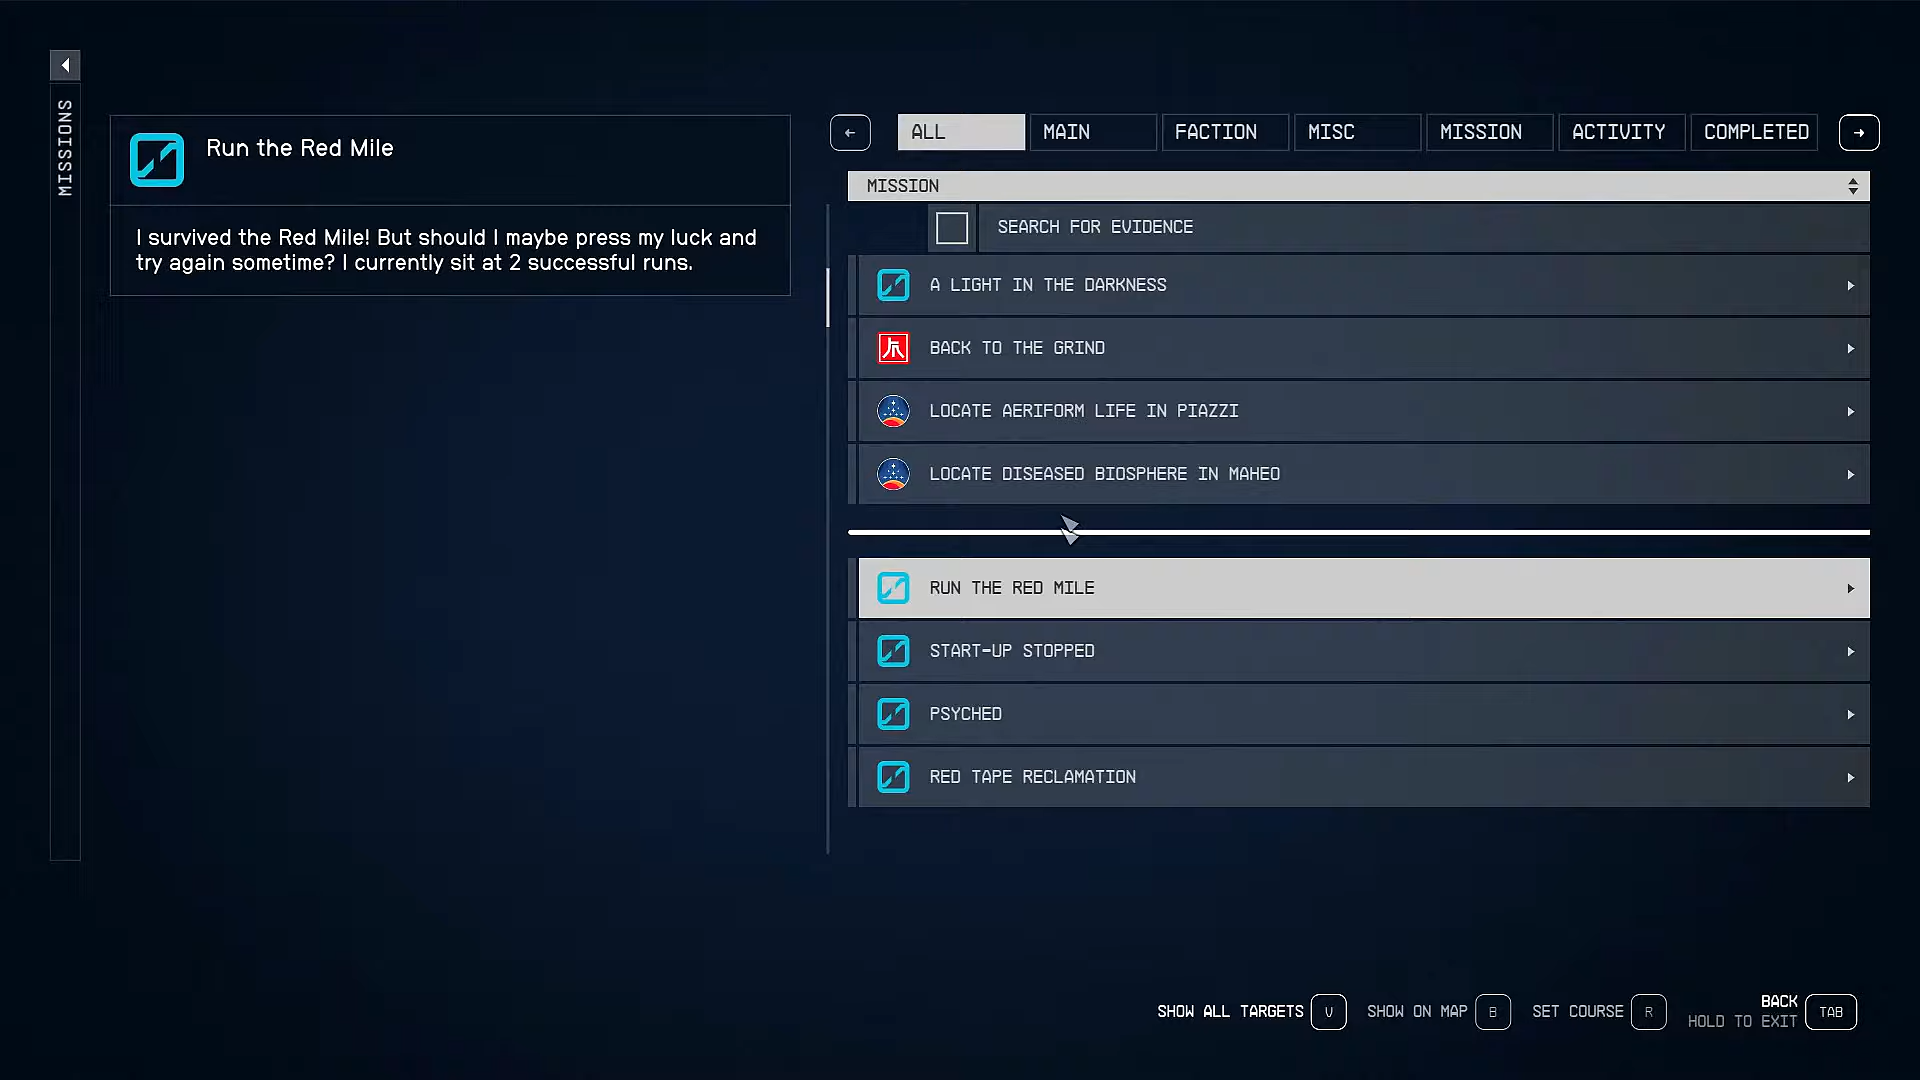 MISSIONS
Run the Red Mile
I survived the Red Mile! But should I maybe press my luck and
try again sometime? I currently sit at 2 successful runs.
ALL MAIN FACTION MISC MISSION ACTIVITY COMPLETED
MISSION
SEARCH FOR EVIDENCE
A LIGHT IN THE DARKNESS
BACK TO THE GRIND
LOCATE AERIFORM LIFE IN PIAZZI
LOCATE DISEASED BIOSPHERE IN MAHEO
RUN THE RED MILE
START-UP STOPPED
PSYCHED
RED TAPE RECLAMATION
SHOW ALL TARGETS V SHOW ON MAP B SET COURSE R BACK TAB
HOLD TO EXIT